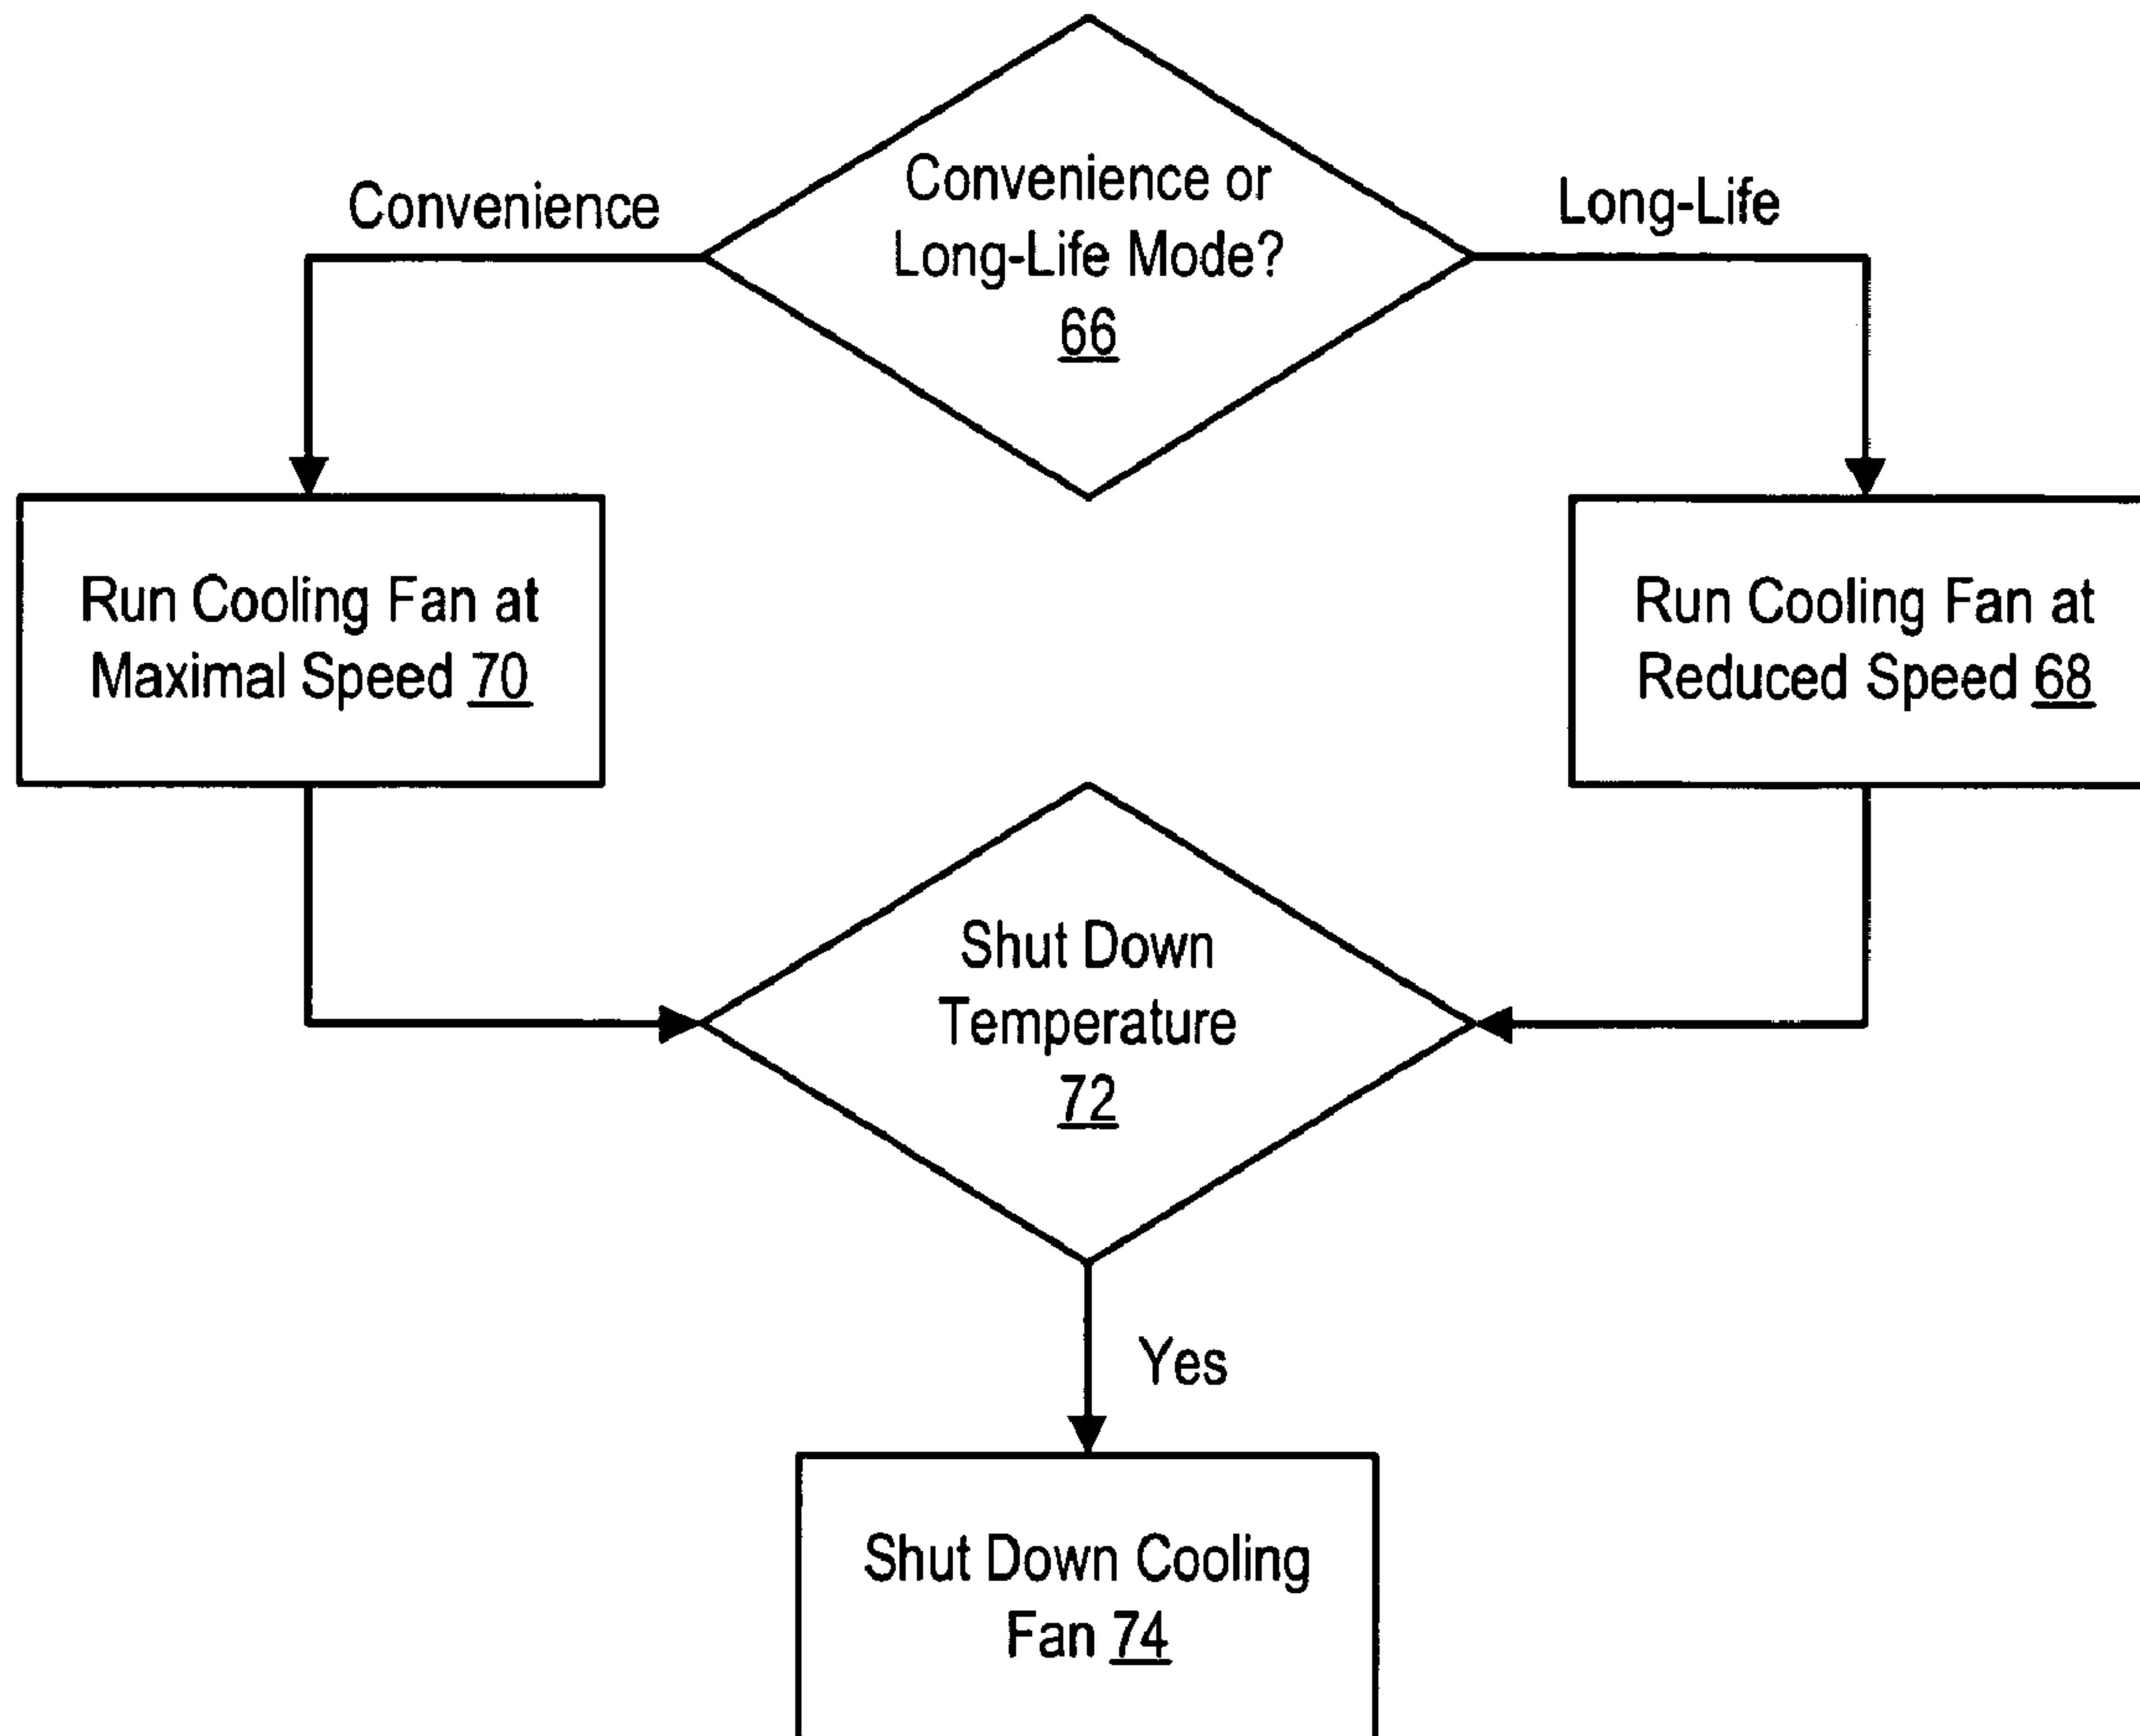 Convenience or
Long-Life Mode?
66
Convenience
Long-Life
Run Cooling Fan at
Maximal Speed 70
Run Cooling Fan at
Reduced Speed 68
Shut Down
Temperature
72
Yes
Shut Down Cooling
Fan 74